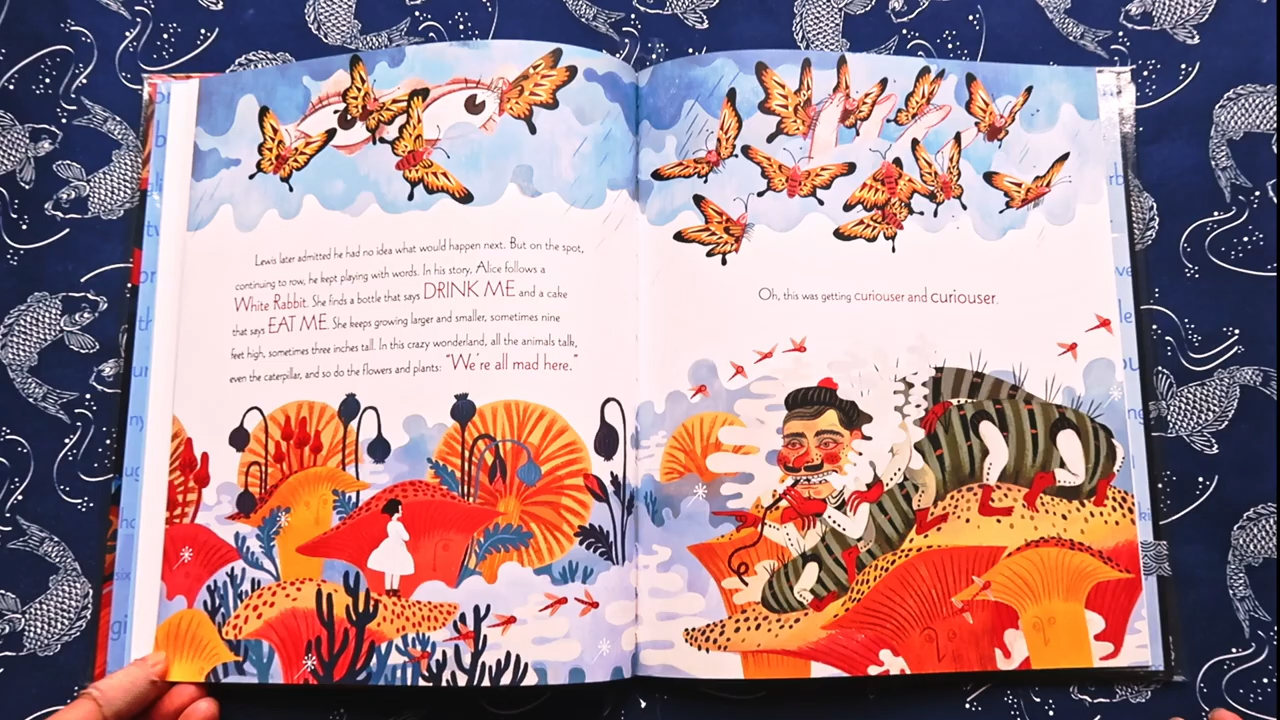 Lewis later admitted he had no idea what would happen next. But on the spot,
continuing to row, he kept playing with words. In his story, Alice follows a
White Rabbit. She finds a bottle that says DRINK ME and a cake
that says EAT ME. She keeps growing larger and smaller, sometimes nine
feet high, sometimes three inches tall. In this crazy wonderland, all the animals talk,
even the caterpillar, and so do the flowers and plants: “We’re all mad here.”
Oh, this was getting curiouser and curiouser.